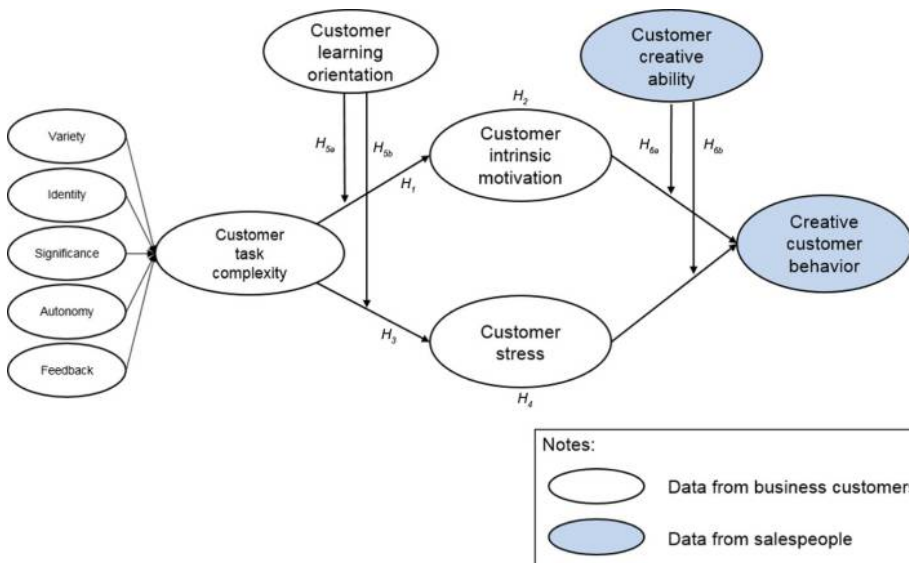 Customer
learning
orientation
Customer
creative
ability
Variety
Identity
Significance
Autonomy
Feedback
Customer
task
complexity
H5a
H5b
H1
H3
H2
Customer
intrinsic
motivation
Customer
stress
H4
H6a
H6b
Creative
customer
behavior
Notes:
Data from business customers
Data from salespeople